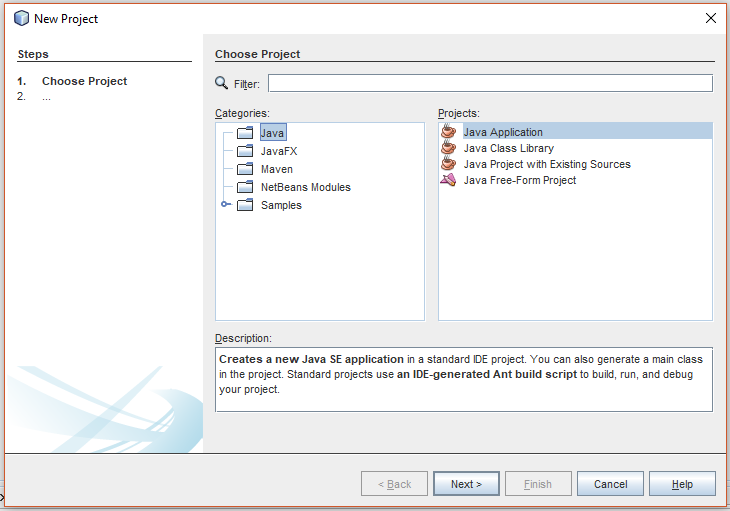 New Project
Steps
1. Choose Project
2. ...
Choose Project
Filter:
Categories:
Java
JavaFX
Maven
NetBeans Modules
Samples
Projects:
Java Application
Java Class Library
Java Project with Existing Sources
Java Free-Form Project
Description:
Creates a new Java SE application in a standard IDE project. You can also generate a main class
in the project. Standard projects use an IDE-generated Ant build script to build, run, and debug
your project.
< Back
Next >
Finish
Cancel
Help